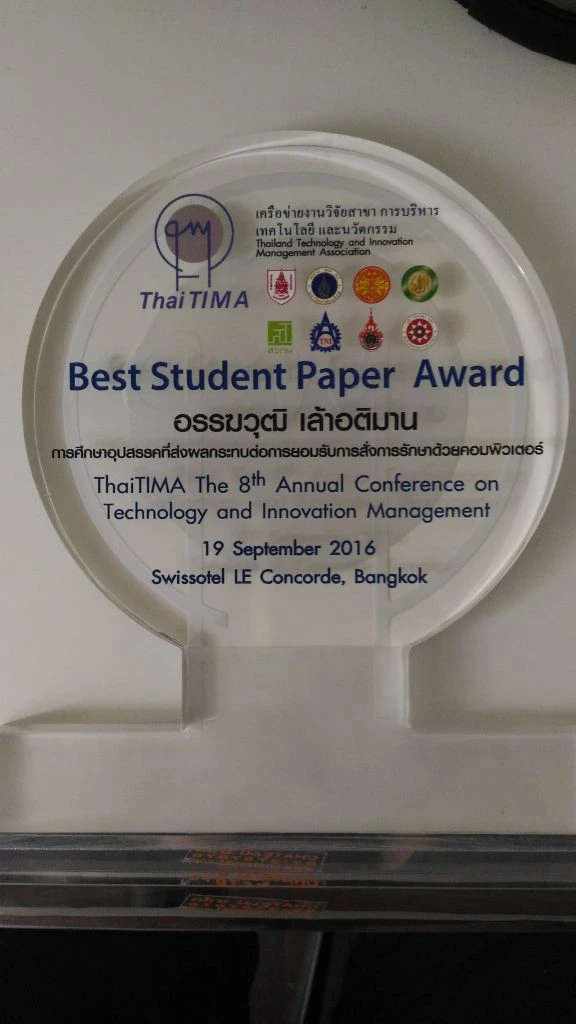 เครือข่ายงานวิจัยสาขา การบริหาร
เทคโนโลยี และนวัตกรรม
Thailand Technology and Innovation
Management Association
ThaiTIMA
สวทน
TNI
Best Student Paper Award
อรรฆวุฒิ เล้าอติมาน
การศึกษาอุปสรรคที่ส่งผลกระทบต่อการยอมรับการสั่งการรักษาด้วยคอมพิวเตอร์
ThaiTIMA The 8th Annual Conference on
Technology and Innovation Management
19 September 2016
Swissotel LE Concorde, Bangkok